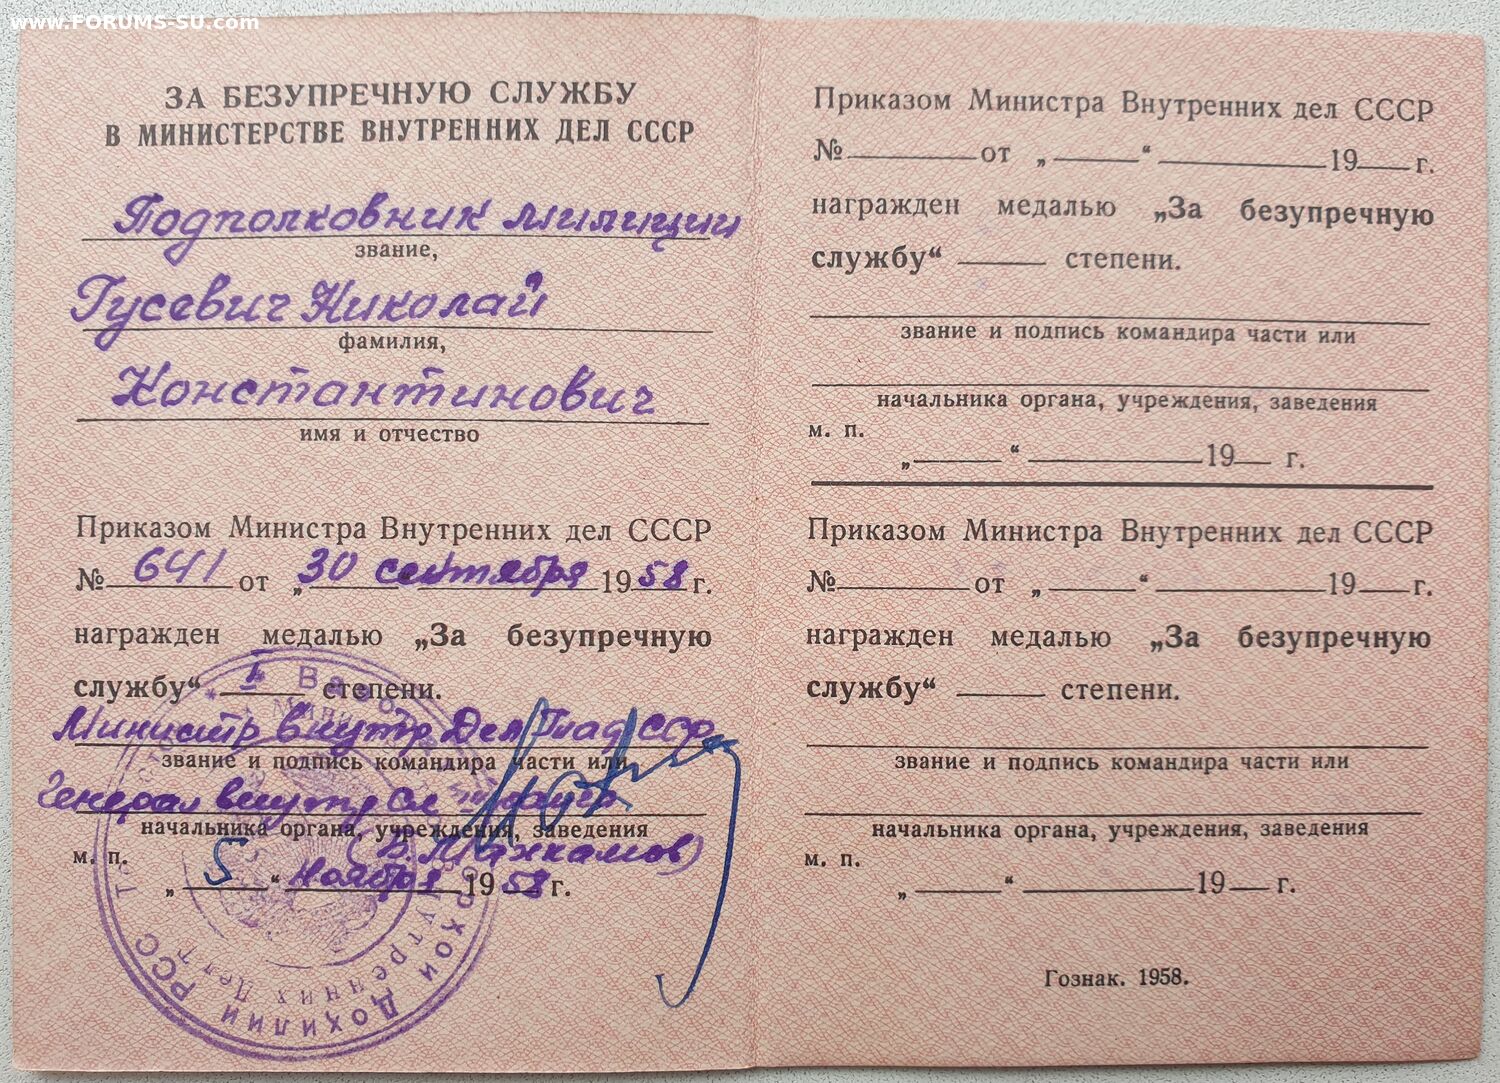 www.FORUMS-SU.com
ЗА БЕЗУПРЕЧНУЮ СЛУЖБУ
В МИНИСТЕРСТВЕ ВНУТРЕННИХ ДЕЛ СССР
Подполковник милиции
звание,
Гусевич Николай
фамилия,
Константинович
имя и отчество
Приказом Министра Внутренних дел СССР
№ 641 от „30 сентября 1958 г.
награжден медалью „За безупречную
службу“ I степени.
Министр внутр Дел Тад ССР
звание и подпись командира части или
Генерал внутр сл
начальника органа, учреждения, заведения
Махкамов)
м. п.
„5“ Ноября 1958 г.
РСС
Дохилии
внутренних Дел
Приказом Министра Внутренних дел СССР
№ от „ “ 19 г.
награжден медалью „За безупречную
службу“ степени.
звание и подпись командира части или
начальника органа, учреждения, заведения
м. п.
„ “ 19 г.
Приказом Министра Внутренних дел СССР
№ от „ “ 19 г.
награжден медалью „За безупречную
службу“ степени.
звание и подпись командира части или
начальника органа, учреждения, заведения
м. п.
„ “ 19 г.
Гознак. 1958.